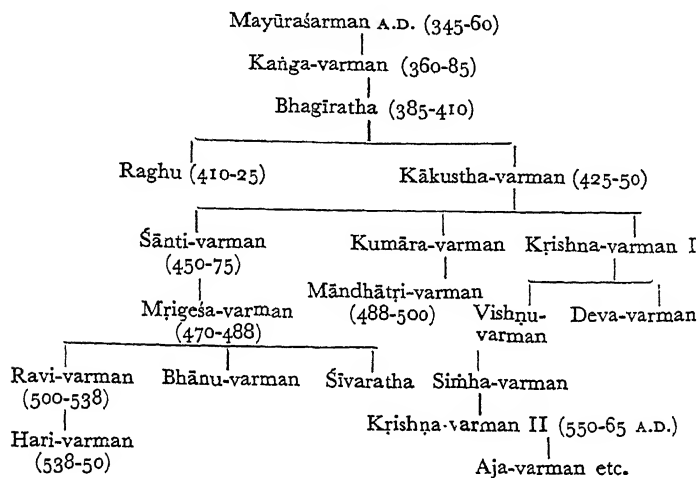 Mayūraśarman A.D. (345-60)
Kaṅga-varman (360-85)
Bhagīratha (385-410)
Raghu (410-25) Kākustha-varman (425-50)
Śānti-varman Kumāra-varman Kṛishna-varman I
(450-75)
Māndhātṛi-varman Vishṇu- Deva-varman
Mṛigeśa-varman (488-500) varman
(470-488)
Ravi-varman Bhānu-varman Śīvaratha Siṁha-varman
(500-538)
Kṛishṇa-varman II (550-65 A.D.)
Hari-varman
(538-50)
Aja-varman etc.